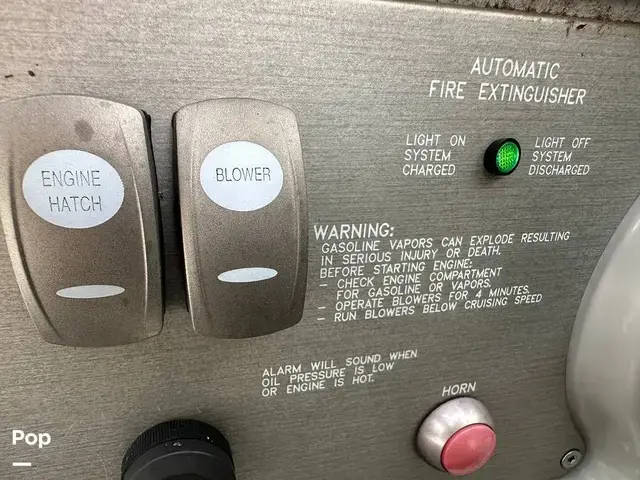 AUTOMATIC
FIRE EXTINGUISHER
LIGHT ON
SYSTEM
CHARGED
LIGHT OFF
SYSTEM
DISCHARGED
ENGINE
HATCH
BLOWER
WARNING:
GASOLINE VAPORS CAN EXPLODE RESULTING
IN SERIOUS INJURY OR DEATH.
BEFORE STARTING ENGINE:
- CHECK ENGINE COMPARTMENT
FOR GASOLINE OR VAPORS.
- OPERATE BLOWERS FOR 4 MINUTES.
- RUN BLOWERS BELOW CRUISING SPEED
ALARM WILL SOUND WHEN
OIL PRESSURE IS LOW
OR ENGINE IS HOT.
HORN
Pop